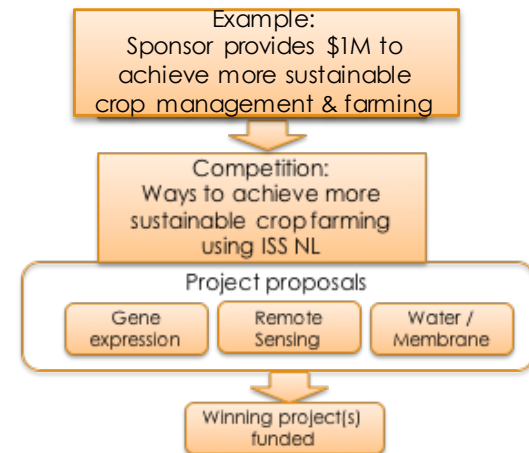 Example:
Sponsor provides $1M to
achieve more sustainable
crop management & farming
Competition:
Ways to achieve more
sustainable crop farming
using ISS NL
Project proposals
Gene
expression
Remote
Sensing
Water /
Membrane
Winning project(s)
funded